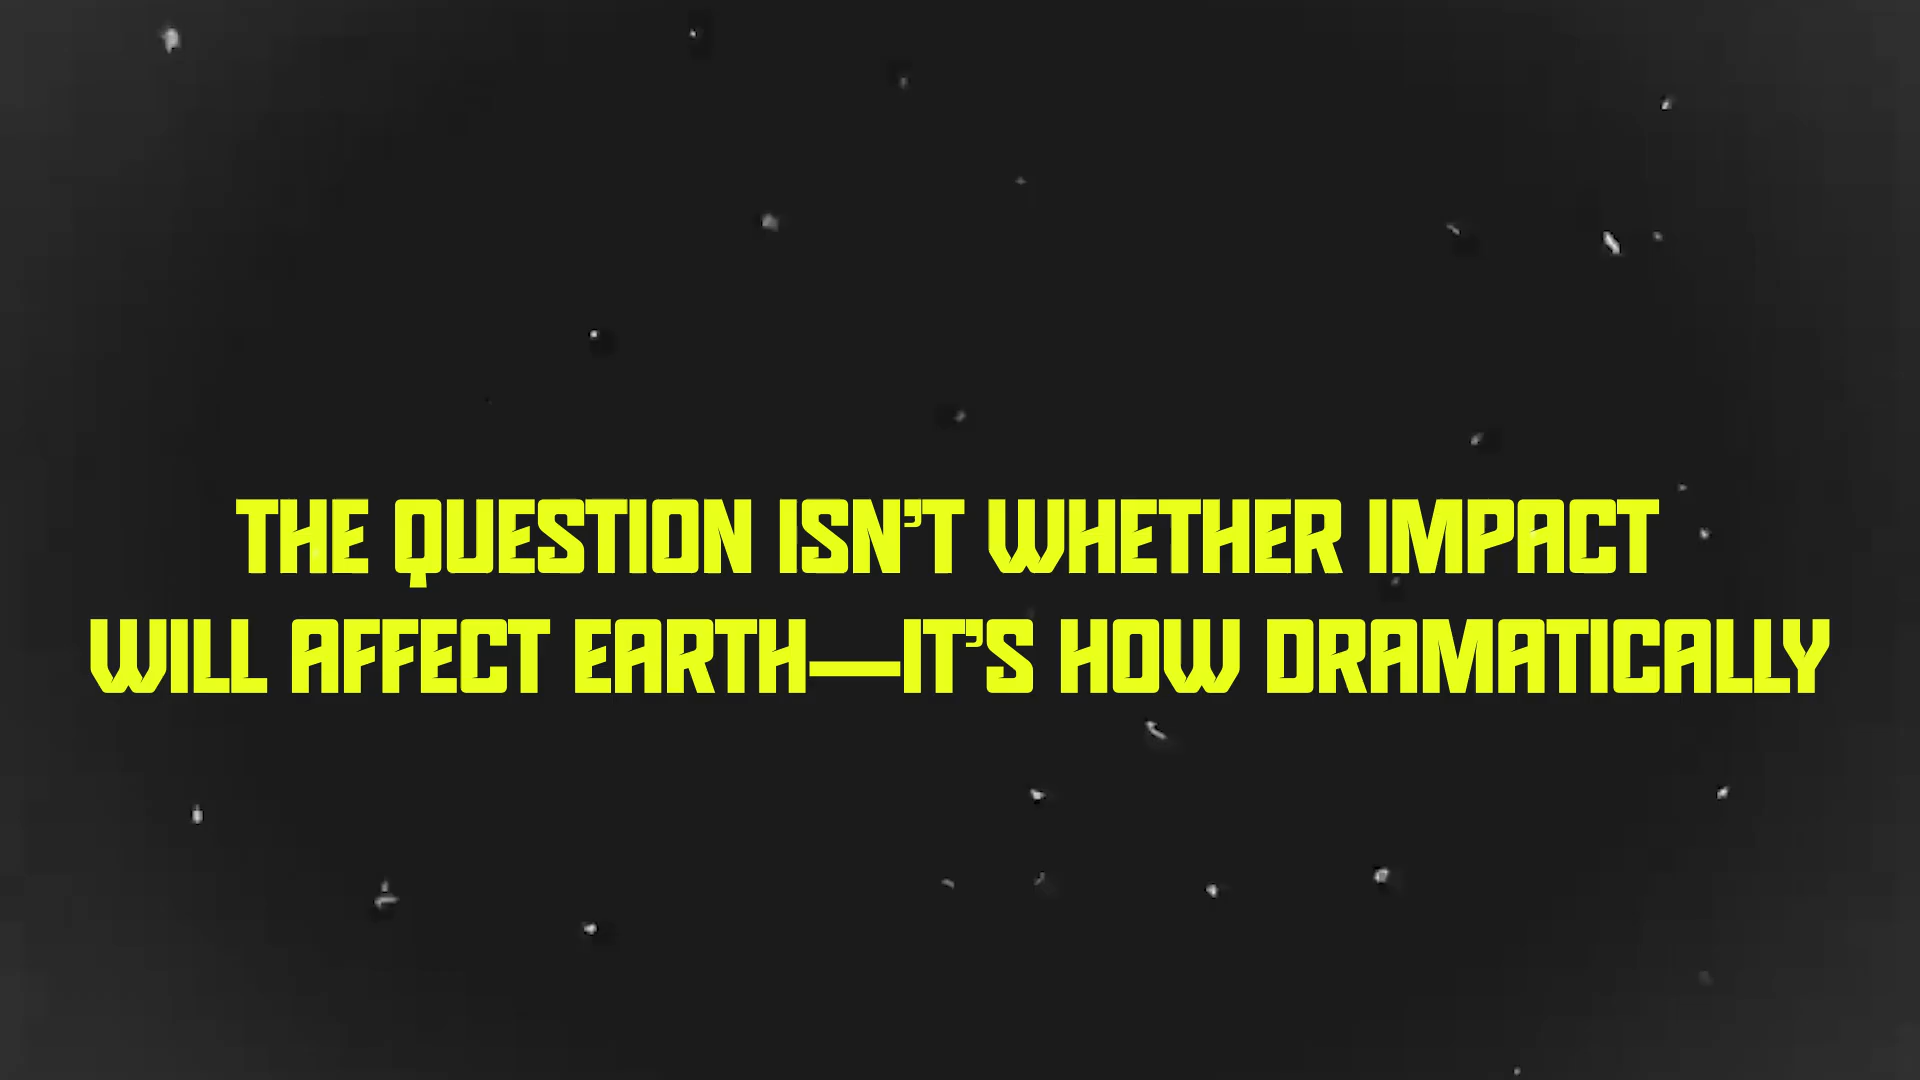 THE QUESTION ISN’T WHETHER IMPACT
WILL AFFECT EARTH—IT’S HOW DRAMATICALLY